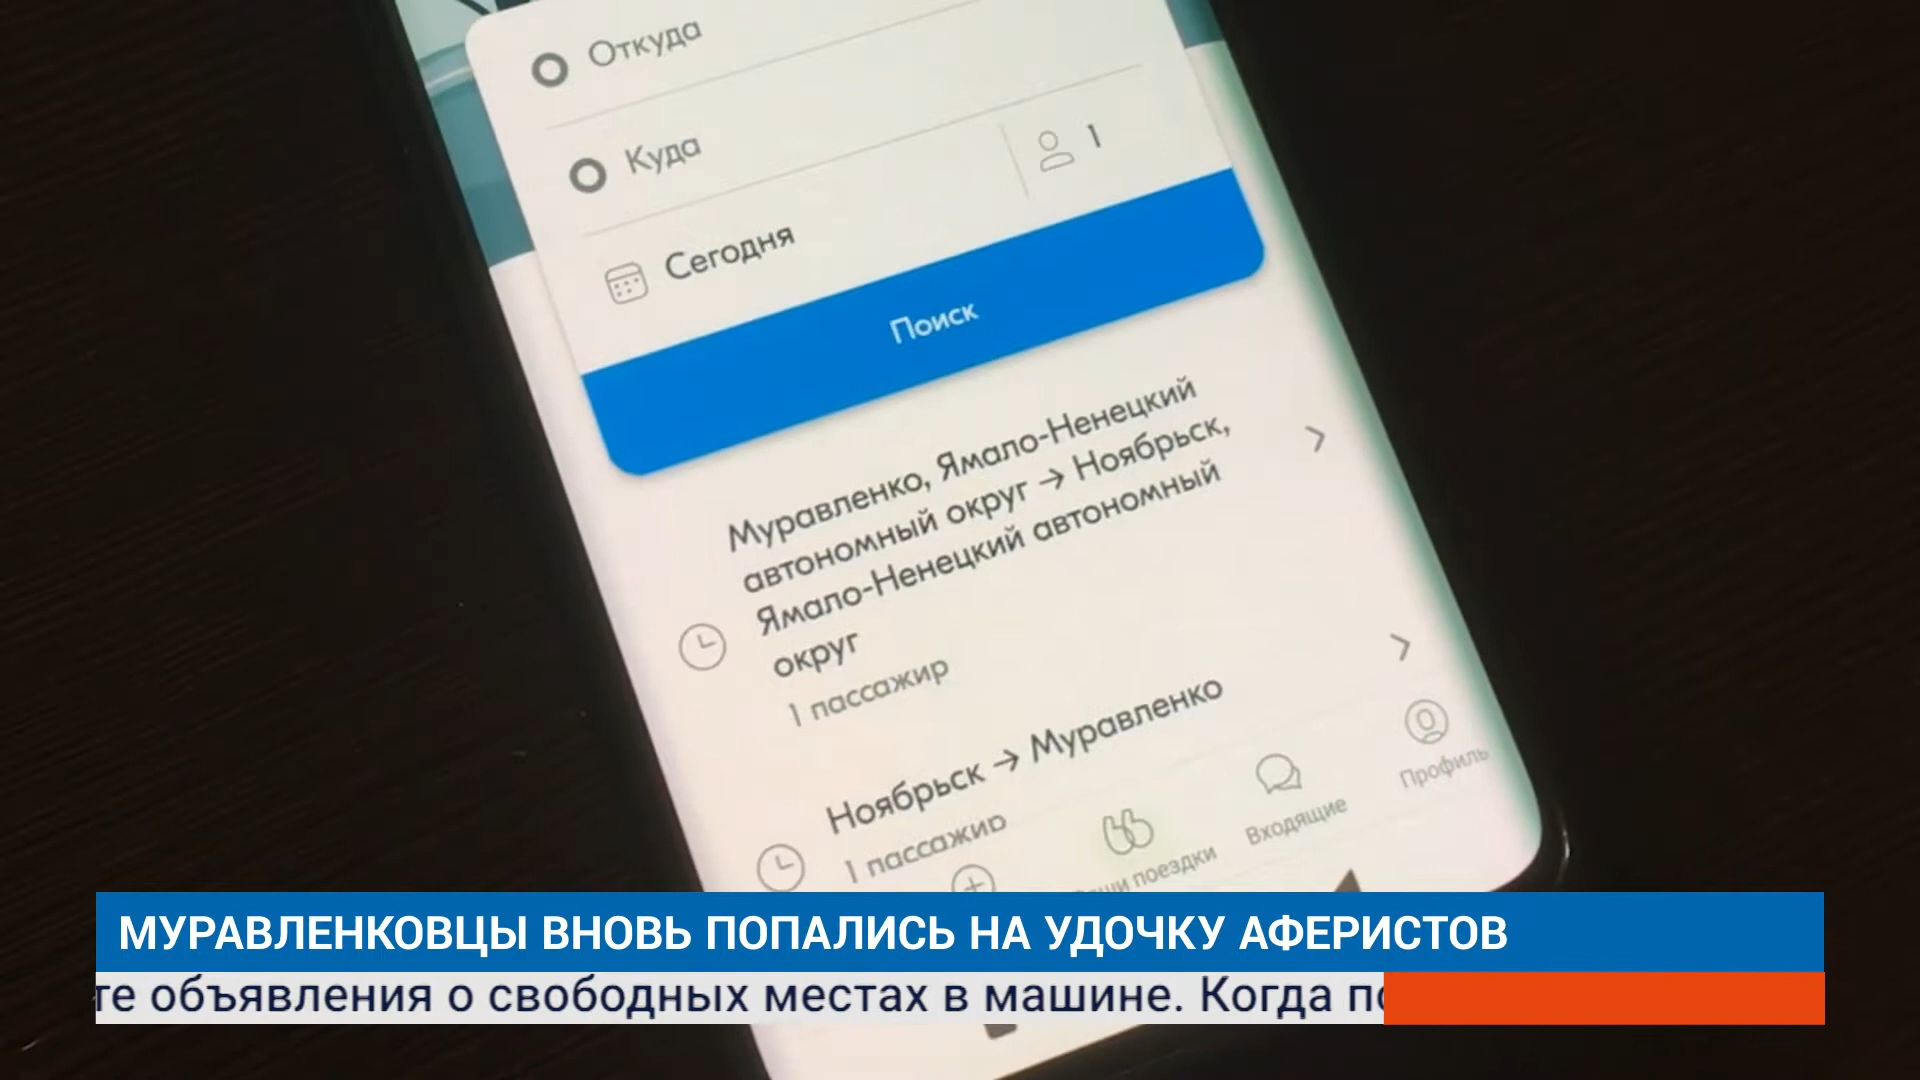 Откуда
Куда
1
Сегодня
Поиск
Муравленко, Ямало-Ненецкий
автономный округ → Ноябрьск,
Ямало-Ненецкий автономный
округ
1 пассажир
Ноябрьск → Муравленко
1 пассажир
поездки
Входящие
Профиль
МУРАВЛЕНКОВЦЫ ВНОВЬ ПОПАЛИСЬ НА УДОЧКУ АФЕРИСТОВ
объявления о свободных местах в машине. Когда